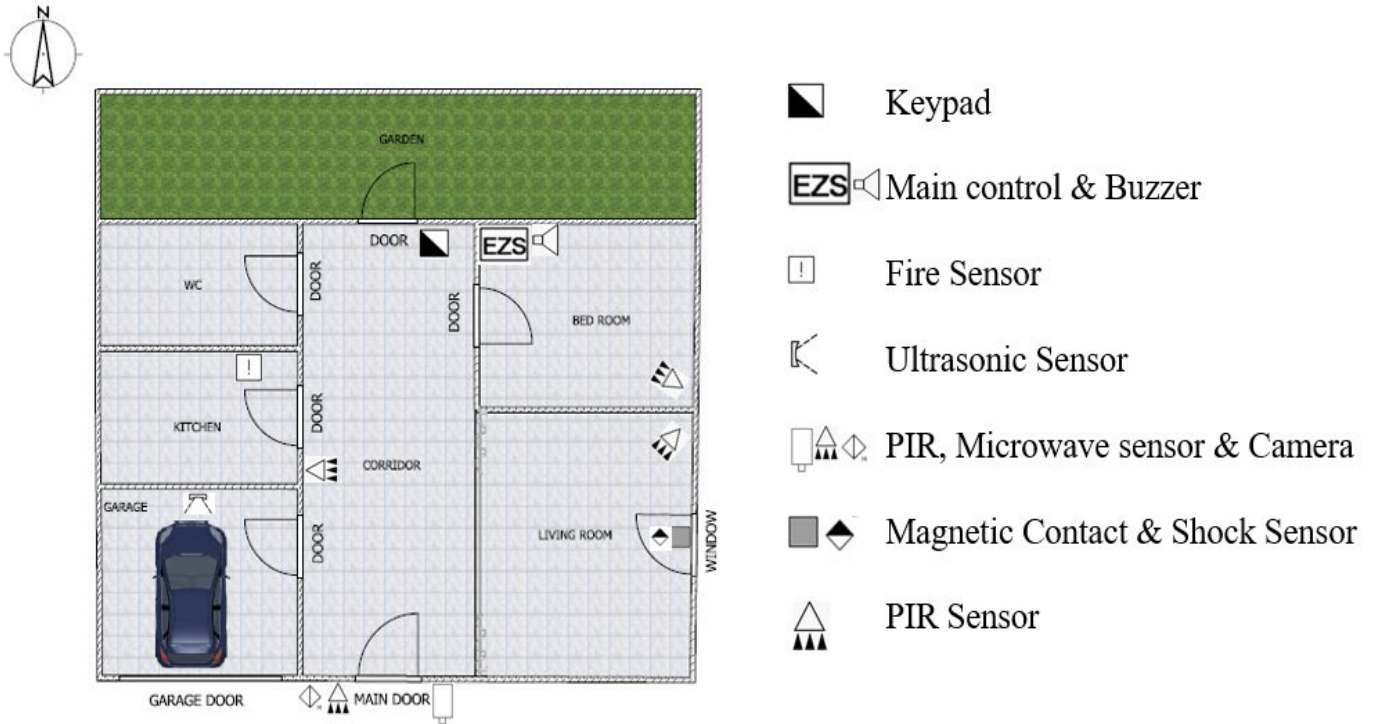 N
GARDEN
DOOR
EZS
WC
DOOR
DOOR
BED ROOM
!
KITCHEN
DOOR
CORRIDOR
GARAGE
DOOR
LIVING ROOM
WINDOW
GARAGE DOOR
MAIN DOOR
Keypad
EZS Main control & Buzzer
! Fire Sensor
Ultrasonic Sensor
PIR, Microwave sensor & Camera
Magnetic Contact & Shock Sensor
PIR Sensor